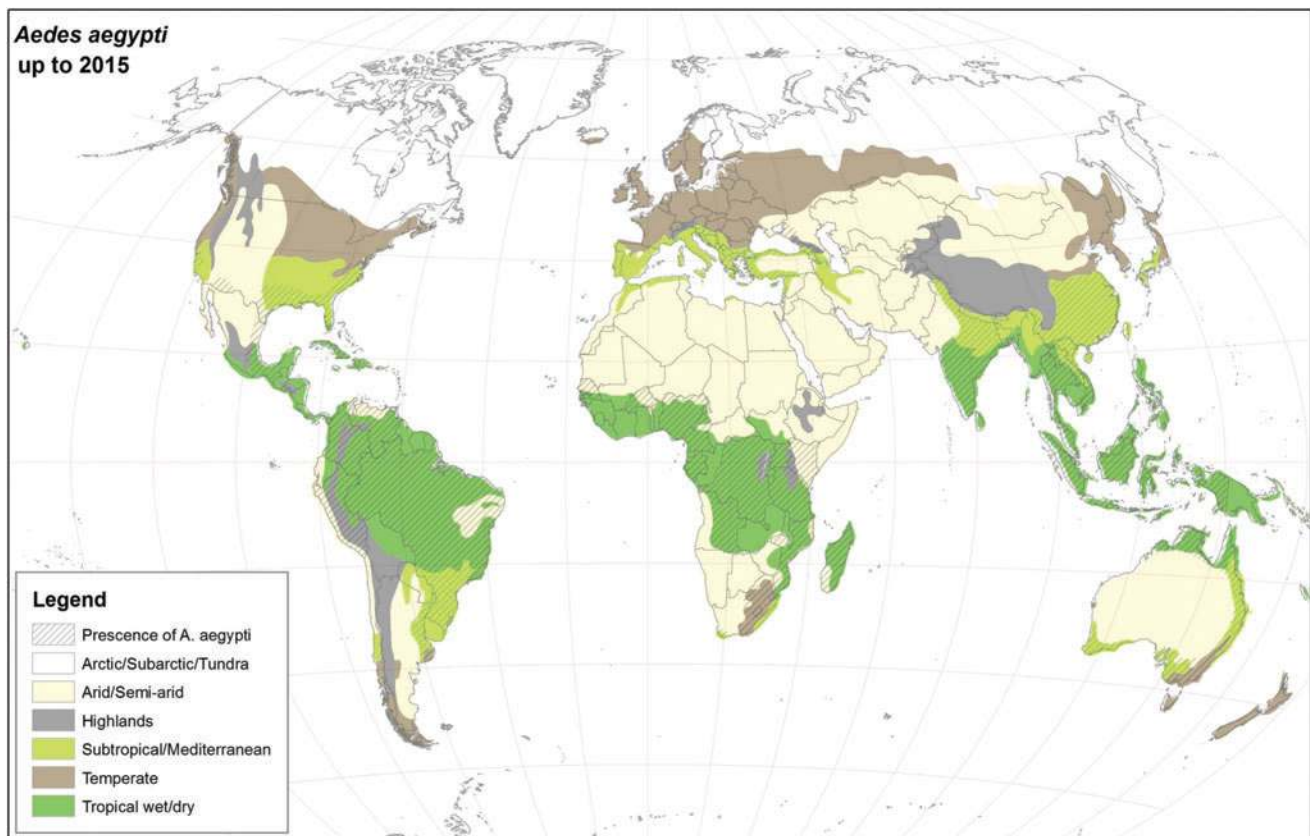 Aedes aegypti
up to 2015
Legend
Prescence of A. aegypti
Arctic/Subarctic/Tundra
Arid/Semi-arid
Highlands
Subtropical/Mediterranean
Temperate
Tropical wet/dry